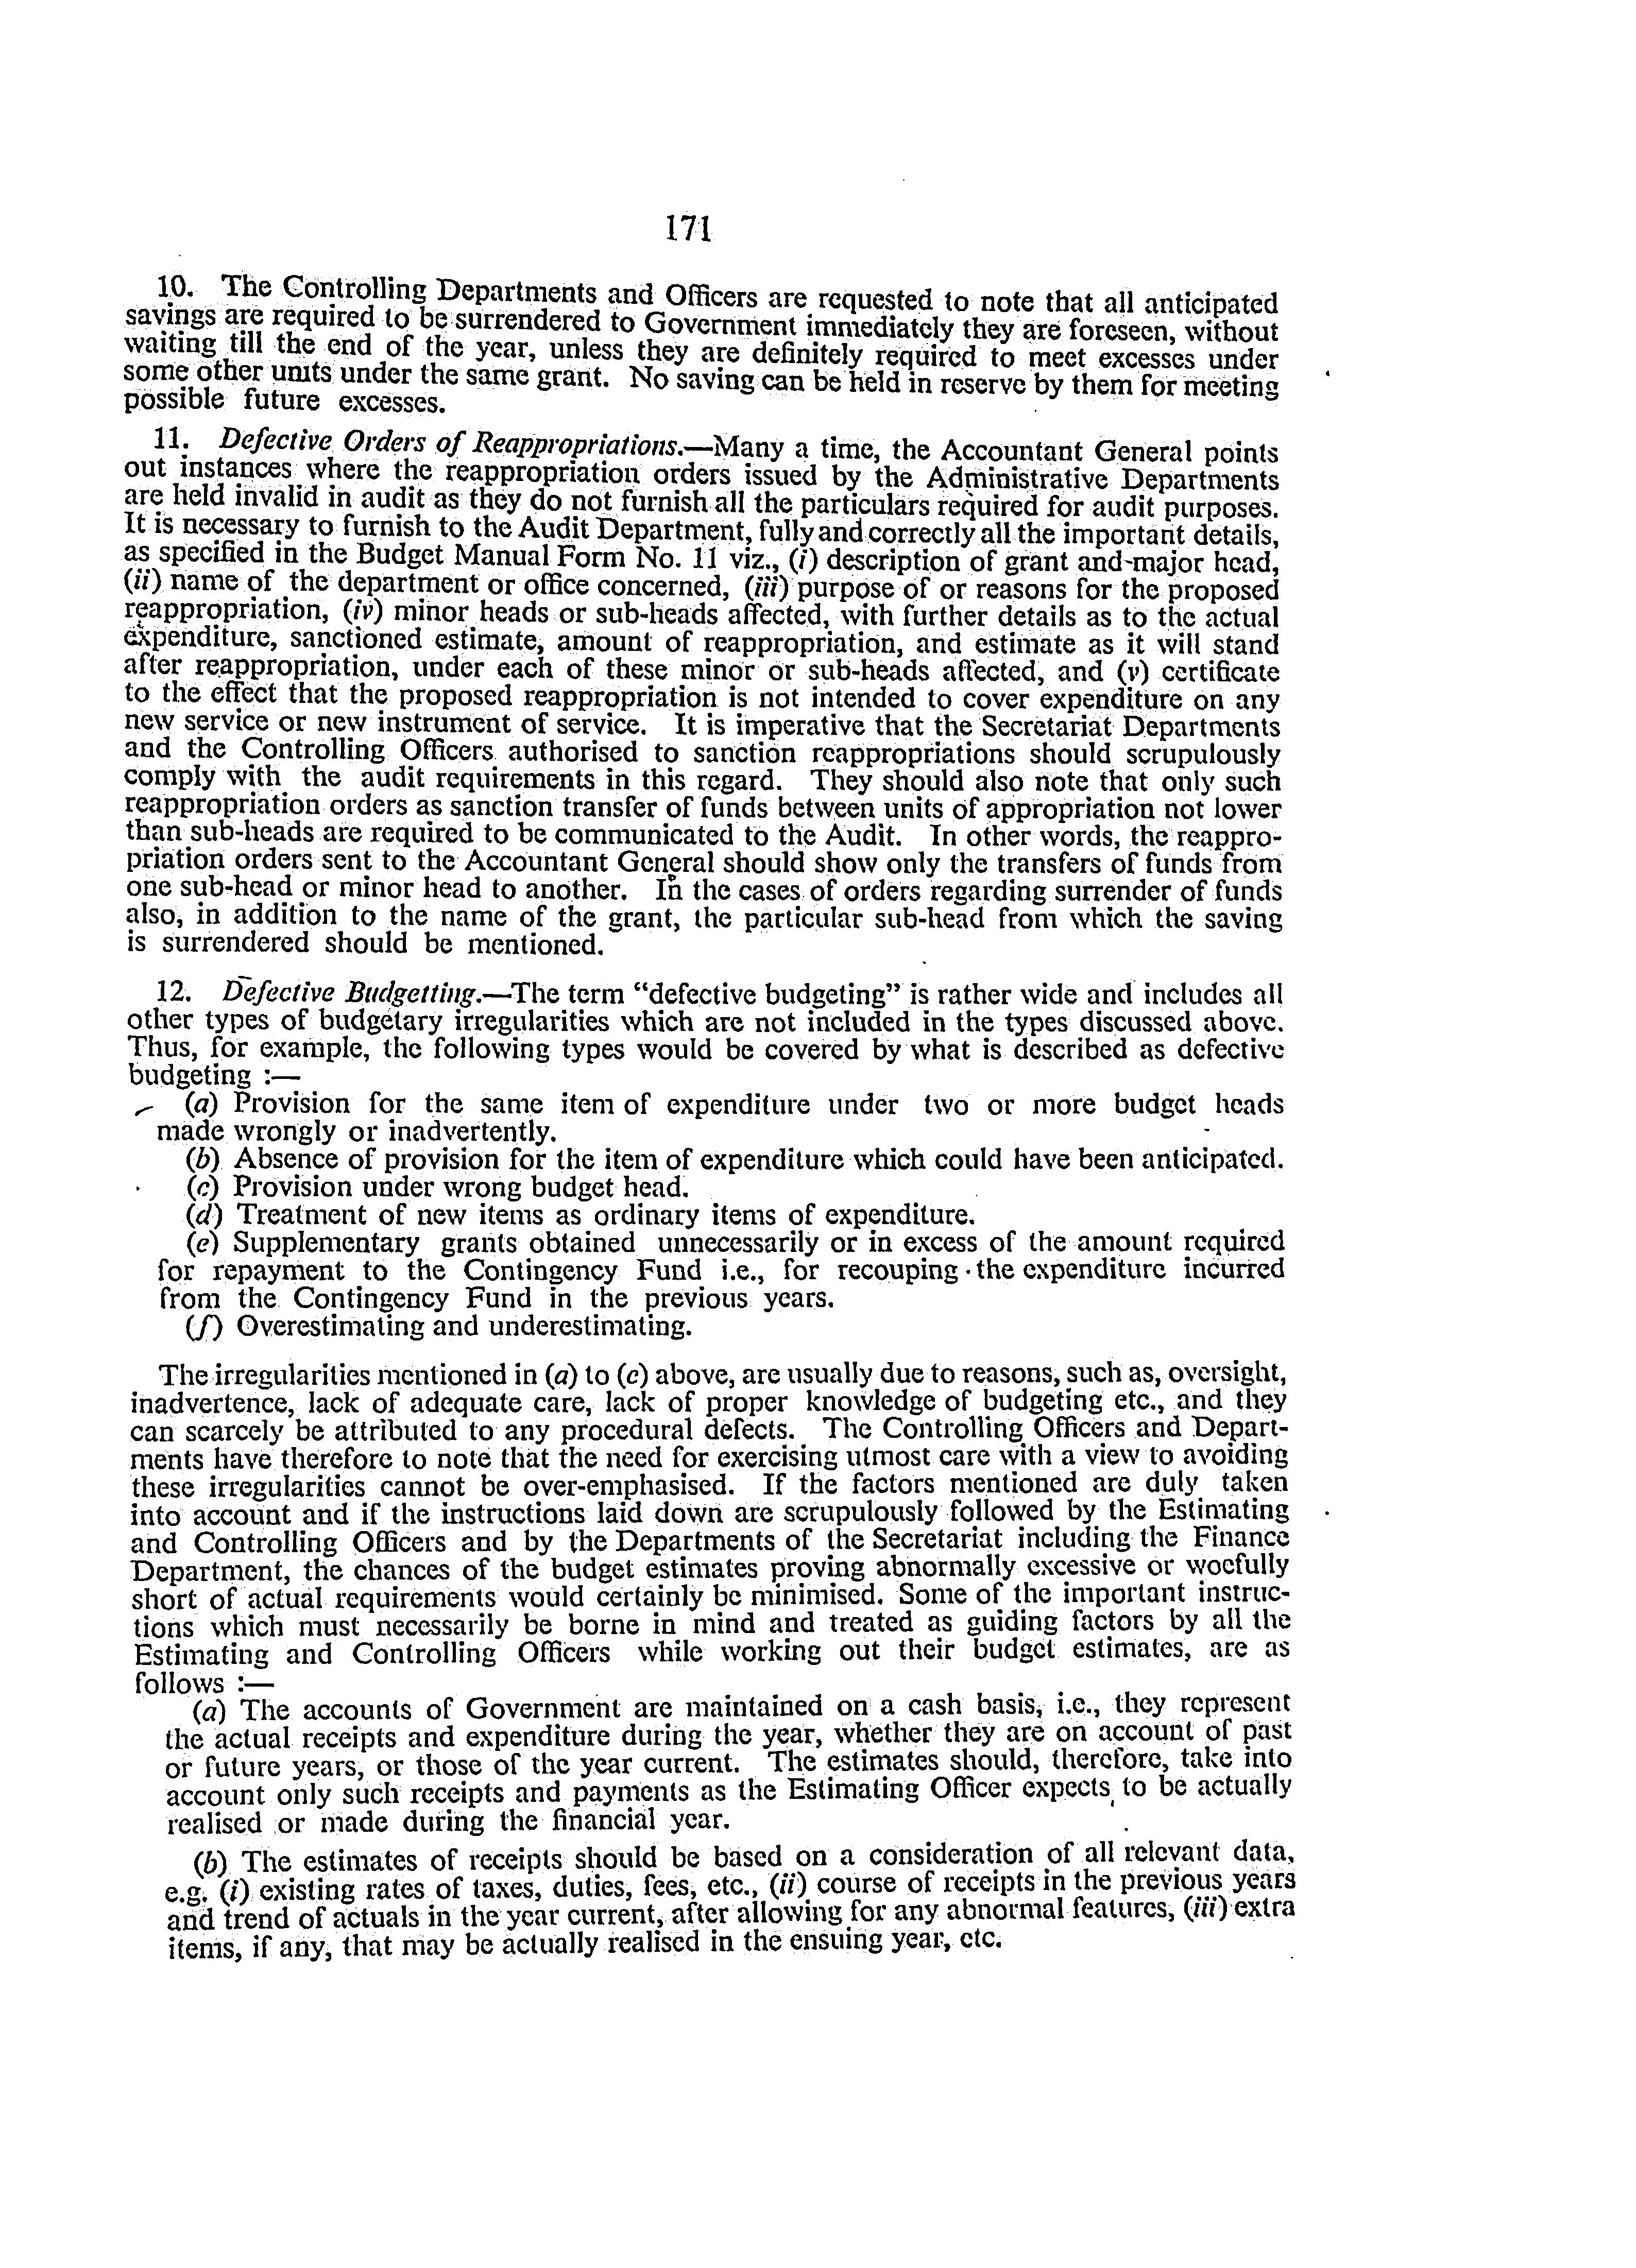 171
10. The Controlling Departments and Officers are requested to note that all anticipated
savings are required to be surrendered to Government immediately they are foreseen, without
waiting till the end of the year, unless they are definitely required to meet excesses under
some other units under the same grant. No saving can be held in reserve by them for meeting
possible future excesses.
11. Defective Orders of Reappropriations.—Many a time, the Accountant General points
out instances where the reappropriation orders issued by the Administrative Departments
are held invalid in audit as they do not furnish all the particulars required for audit purposes.
It is necessary to furnish to the Audit Department, fully and correctly all the important details,
as specified in the Budget Manual Form No. 11 viz., (i) description of grant and-major head,
(ii) name of the department or office concerned, (iii) purpose of or reasons for the proposed
reappropriation, (iv) minor heads or sub-heads affected, with further details as to the actual
expenditure, sanctioned estimate, amount of reappropriation, and estimate as it will stand
after reappropriation, under each of these minor or sub-heads affected, and (v) certificate
to the effect that the proposed reappropriation is not intended to cover expenditure on any
new service or new instrument of service. It is imperative that the Secretariat Departments
and the Controlling Officers authorised to sanction reappropriations should scrupulously
comply with the audit requirements in this regard. They should also note that only such
reappropriation orders as sanction transfer of funds between units of appropriation not lower
than sub-heads are required to be communicated to the Audit. In other words, the reappro-
priation orders sent to the Accountant General should show only the transfers of funds from
one sub-head or minor head to another. In the cases of orders regarding surrender of funds
also, in addition to the name of the grant, the particular sub-head from which the saving
is surrendered should be mentioned.
12. Defective Budgetting.—The term “defective budgeting” is rather wide and includes all
other types of budgetary irregularities which are not included in the types discussed above.
Thus, for example, the following types would be covered by what is described as defective
budgeting :—
(a) Provision for the same item of expenditure under two or more budget heads
made wrongly or inadvertently.
(b) Absence of provision for the item of expenditure which could have been anticipated.
(c) Provision under wrong budget head.
(d) Treatment of new items as ordinary items of expenditure.
(e) Supplementary grants obtained unnecessarily or in excess of the amount required
for repayment to the Contingency Fund i.e., for recouping the expenditure incurred
from the Contingency Fund in the previous years.
(f) Overestimating and underestimating.
The irregularities mentioned in (a) to (c) above, are usually due to reasons, such as, oversight,
inadvertence, lack of adequate care, lack of proper knowledge of budgeting etc., and they
can scarcely be attributed to any procedural defects. The Controlling Officers and Depart-
ments have therefore to note that the need for exercising utmost care with a view to avoiding
these irregularities cannot be over-emphasised. If the factors mentioned are duly taken
into account and if the instructions laid down are scrupulously followed by the Estimating
and Controlling Officers and by the Departments of the Secretariat including the Finance
Department, the chances of the budget estimates proving abnormally excessive or woefully
short of actual requirements would certainly be minimised. Some of the important instruc-
tions which must necessarily be borne in mind and treated as guiding factors by all the
Estimating and Controlling Officers while working out their budget estimates, are as
follows :—
(a) The accounts of Government are maintained on a cash basis, i.e., they represent
the actual receipts and expenditure during the year, whether they are on account of past
or future years, or those of the year current. The estimates should, therefore, take into
account only such receipts and payments as the Estimating Officer expects to be actually
realised or made during the financial year.
(b) The estimates of receipts should be based on a consideration of all relevant data,
e.g. (i) existing rates of taxes, duties, fees, etc., (ii) course of receipts in the previous years
and trend of actuals in the year current, after allowing for any abnormal features, (iii) extra
items, if any, that may be actually realised in the ensuing year, etc.